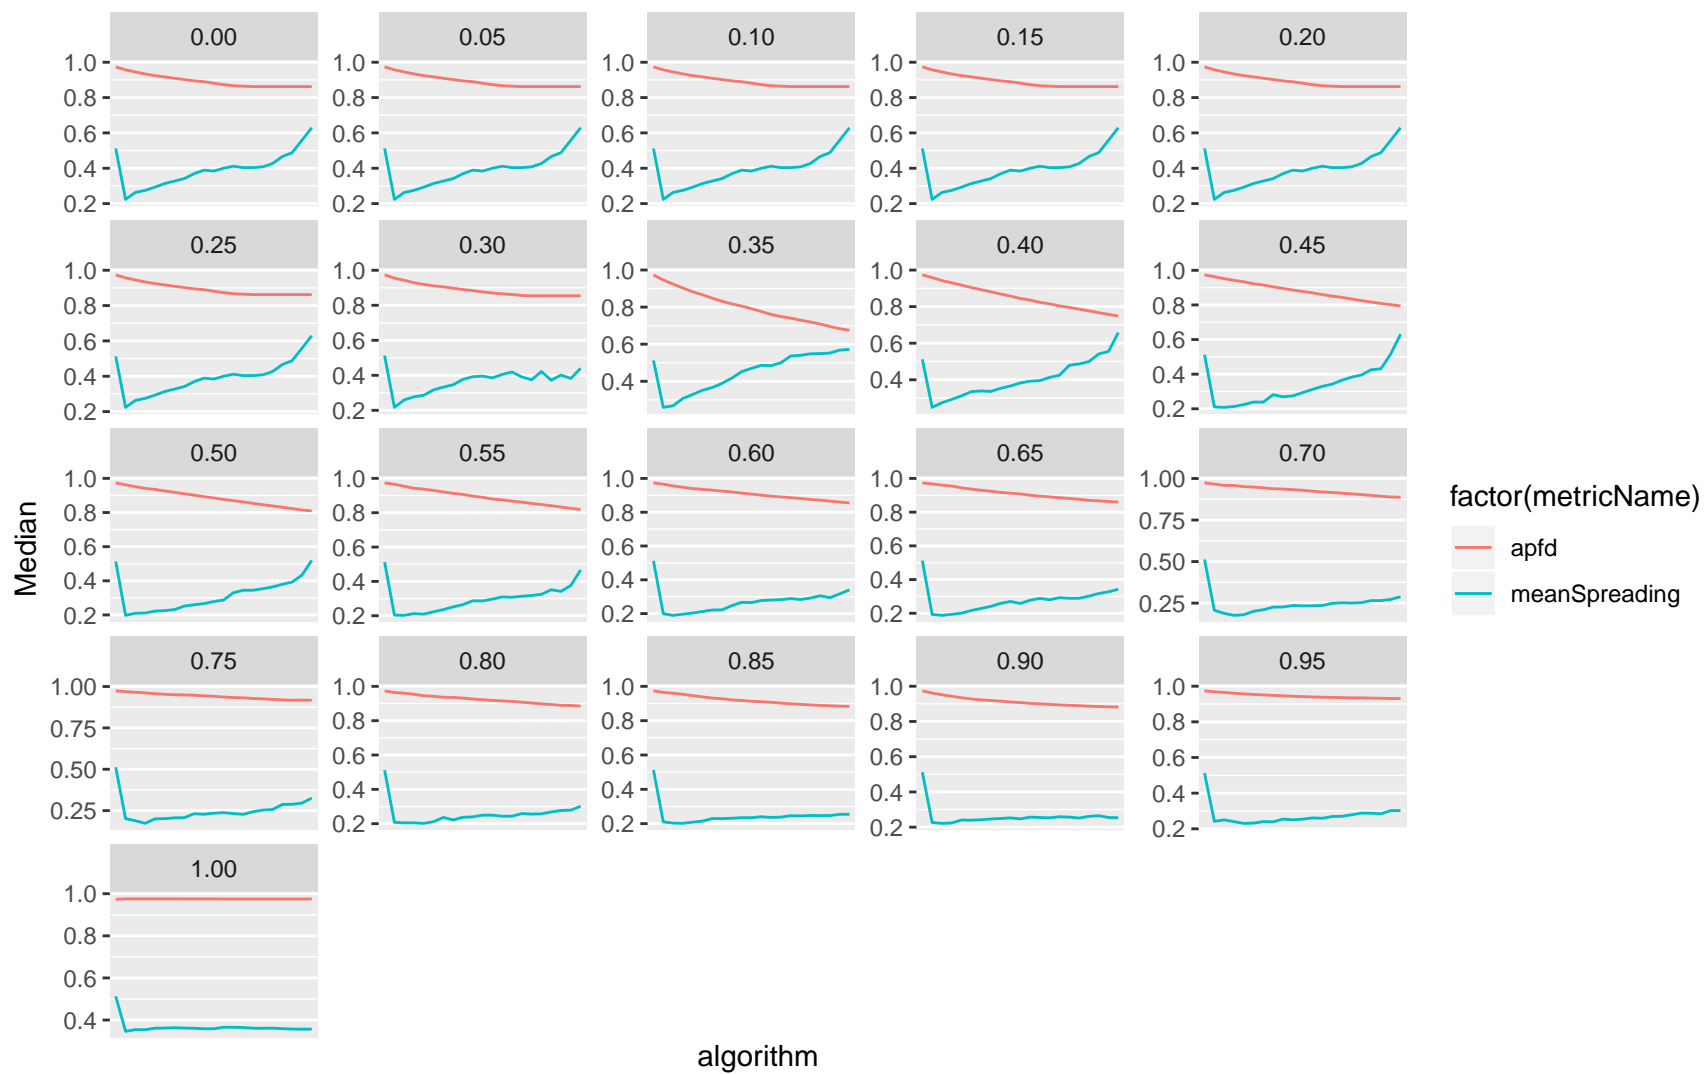 0.00 0.05 0.10 0.15 0.20
1.0 1.0 1.0 1.0 1.0
0.8 0.8 0.8 0.8 0.8
0.6 0.6 0.6 0.6 0.6
0.4 0.4 0.4 0.4 0.4
0.2 0.2 0.2 0.2 0.2
0.25 0.30 0.35 0.40 0.45
1.0 1.0 1.0 1.0 1.0
0.8 0.8 0.8 0.8 0.8
0.6 0.6 0.6 0.6 0.6
0.4 0.4 0.4 0.4 0.4
0.2 0.2 0.2
0.50 0.55 0.60 0.65 0.70
1.0 1.0 1.0 1.0 1.00
0.8 0.8 0.8 0.8 0.75
0.6 0.6 0.6 0.6 0.50
0.4 0.4 0.4 0.4 0.25
0.2 0.2 0.2 0.2
0.75 0.80 0.85 0.90 0.95
1.00 1.0 1.0 1.0 1.0
0.75 0.8 0.8 0.8 0.8
0.50 0.6 0.6 0.6 0.6
0.25 0.4 0.4 0.4 0.4
0.2 0.2 0.2 0.2
1.00
1.0
0.8
0.6
0.4
Median
algorithm
factor(metricName)
apfd
meanSpreading